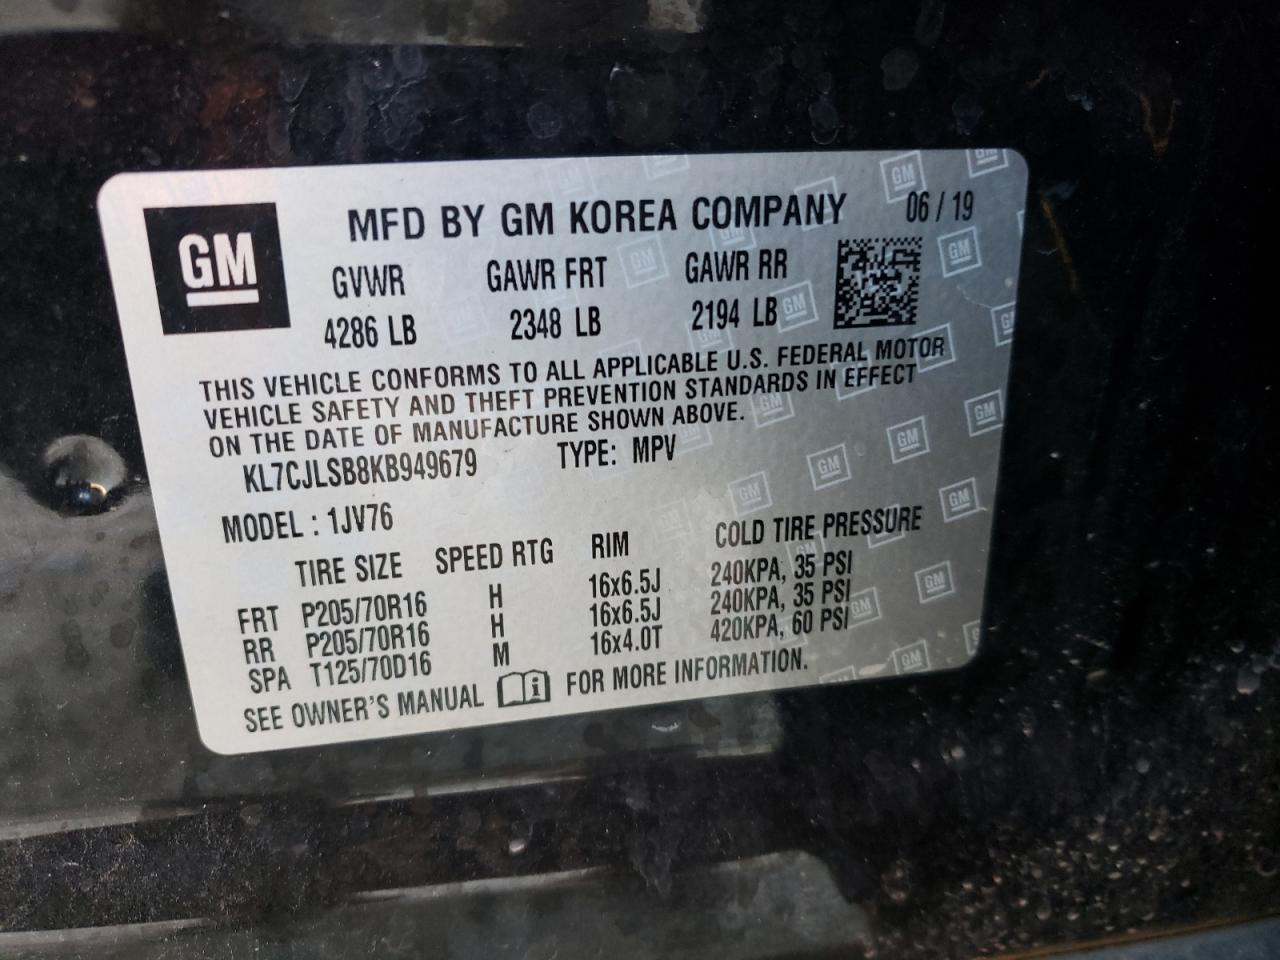 GM
MFD BY GM KOREA COMPANY 06 / 19
GVWR GAWR FRT GAWR RR
4286 LB 2348 LB 2194 LB
THIS VEHICLE CONFORMS TO ALL APPLICABLE U.S. FEDERAL MOTOR
VEHICLE SAFETY AND THEFT PREVENTION STANDARDS IN EFFECT
ON THE DATE OF MANUFACTURE SHOWN ABOVE.
KL7CJLSB8KB949679 TYPE: MPV
MODEL : 1JV76
TIRE SIZE SPEED RTG RIM COLD TIRE PRESSURE
FRT P205/70R16 H 16x6.5J 240KPA, 35 PSI
RR P205/70R16 H 16x6.5J 240KPA, 35 PSI
SPA T125/70D16 M 16x4.0T 420KPA, 60 PSI
SEE OWNER'S MANUAL i FOR MORE INFORMATION.